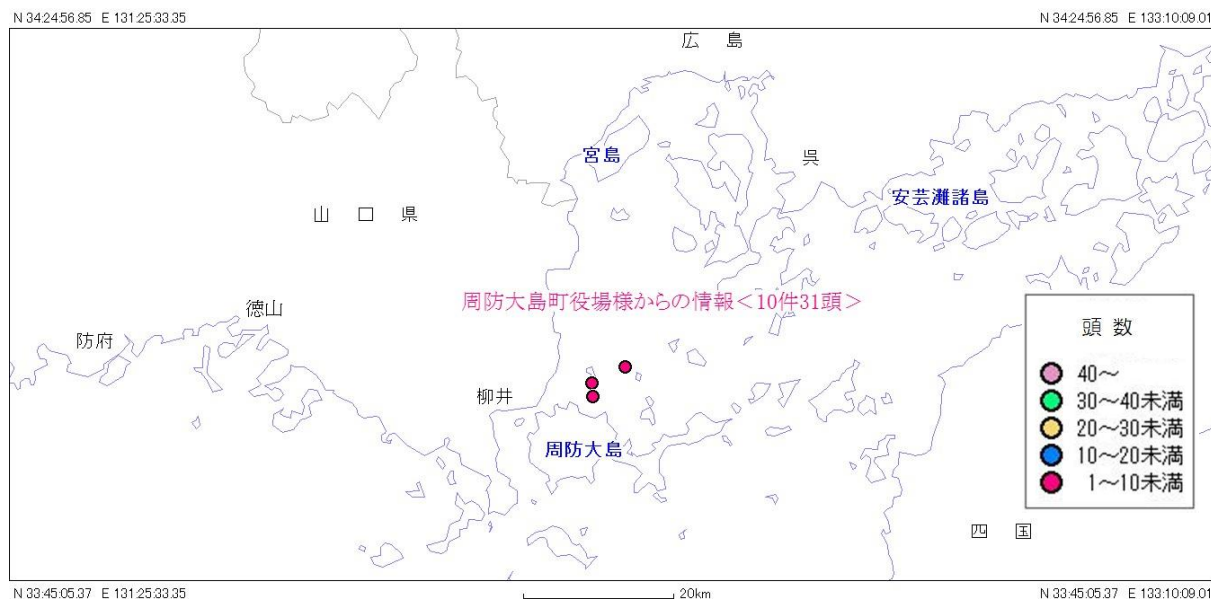 N 34:24:56.85 E 131:25:33.35
N 34:24:56.85 E 133:10:09.01
広 島
宮島
呉
安芸灘諸島
山 口 県
周防大島町役場様からの情報＜10件31頭＞
徳山
防府
柳井
周防大島
頭 数
40～
30～40未満
20～30未満
10～20未満
1～10未満
四 国
N 33:45:05.37 E 131:25:33.35
20km
N 33:45:05.37 E 133:10:09.01